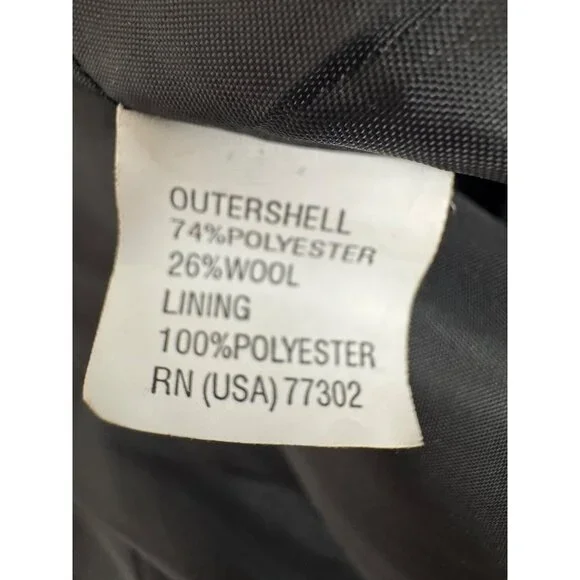 OUTERSHELL
74%POLYESTER
26%WOOL
LINING
100%POLYESTER
RN (USA) 77302